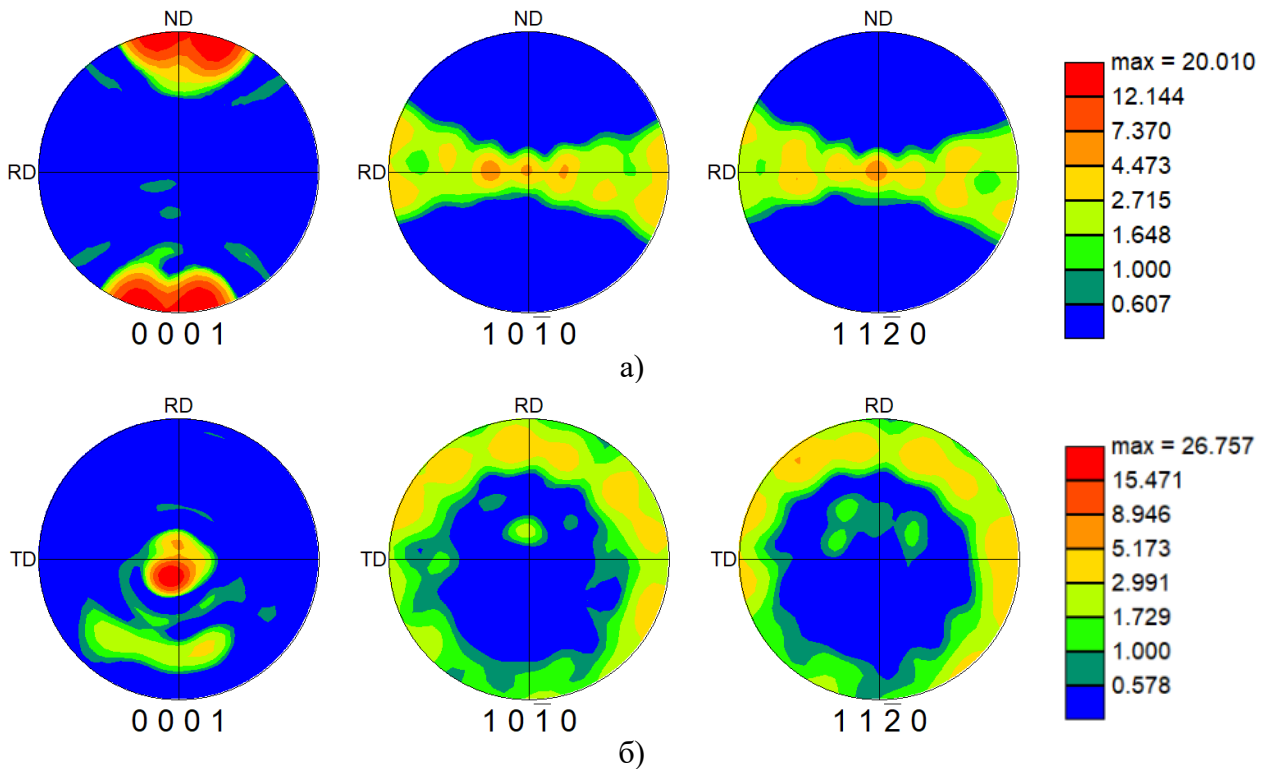 ND ND ND
RD RD RD
0 0 0 1
1 0 1̅ 0
1 1 2̅ 0
max = 20.010
12.144
7.370
4.473
2.715
1.648
1.000
0.607
а)
RD RD RD
TD TD TD
0 0 0 1
1 0 1̅ 0
1 1 2̅ 0
max = 26.757
15.471
8.946
5.173
2.991
1.729
1.000
0.578
б)